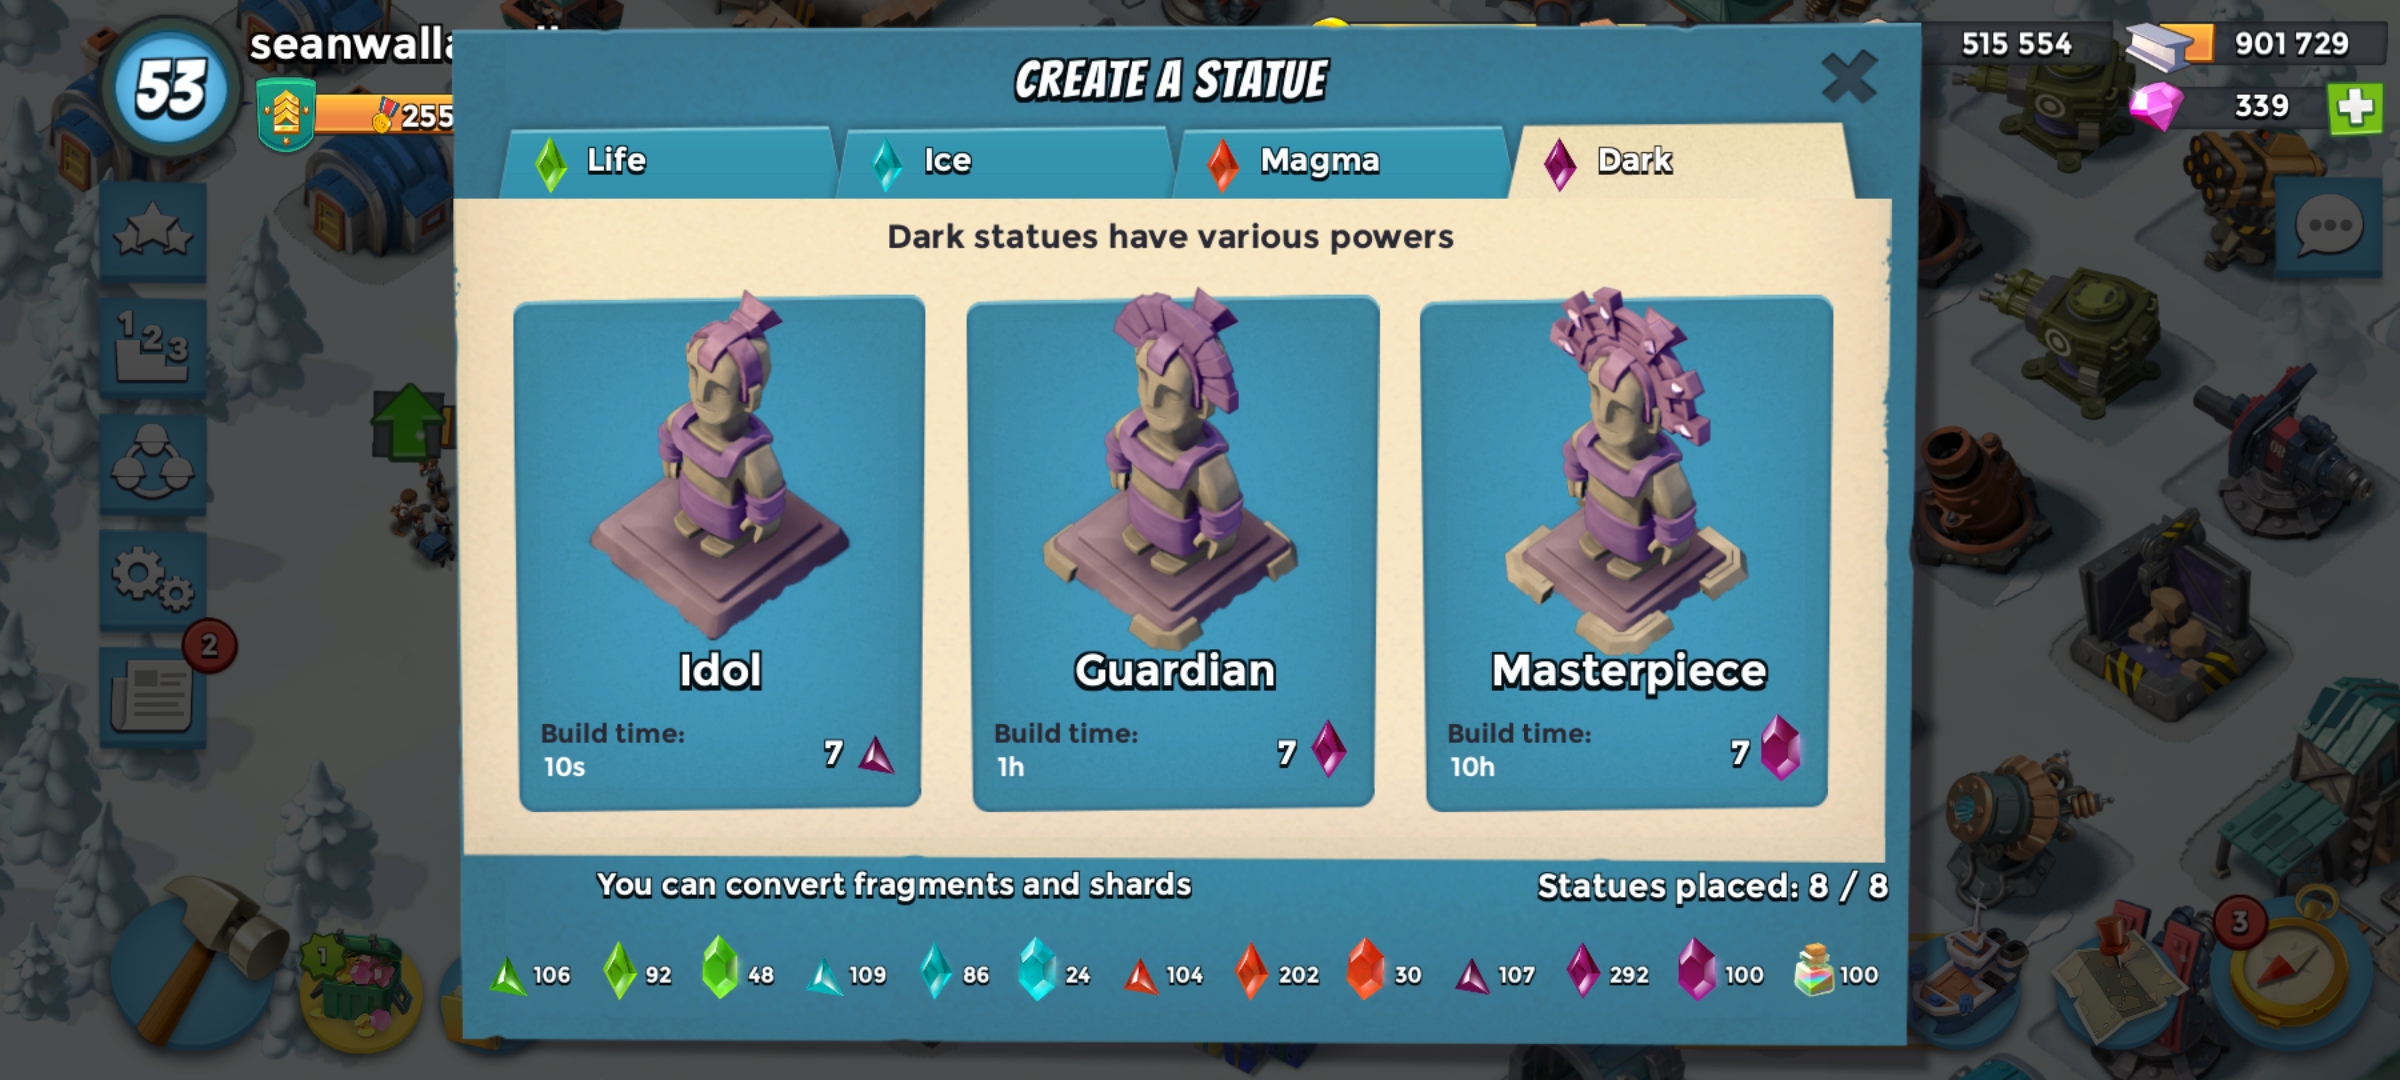 53
CREATE A STATUE
515 554
901 729
255
339
Life
Ice
Magma
Dark
Dark statues have various powers
1 2 3
2
Idol
Guardian
Masterpiece
Build time:
10s
7
Build time:
1h
7
Build time:
10h
7
You can convert fragments and shards
Statues placed: 8 / 8
1
3
106
92
48
109
86
24
104
202
30
107
292
100
100